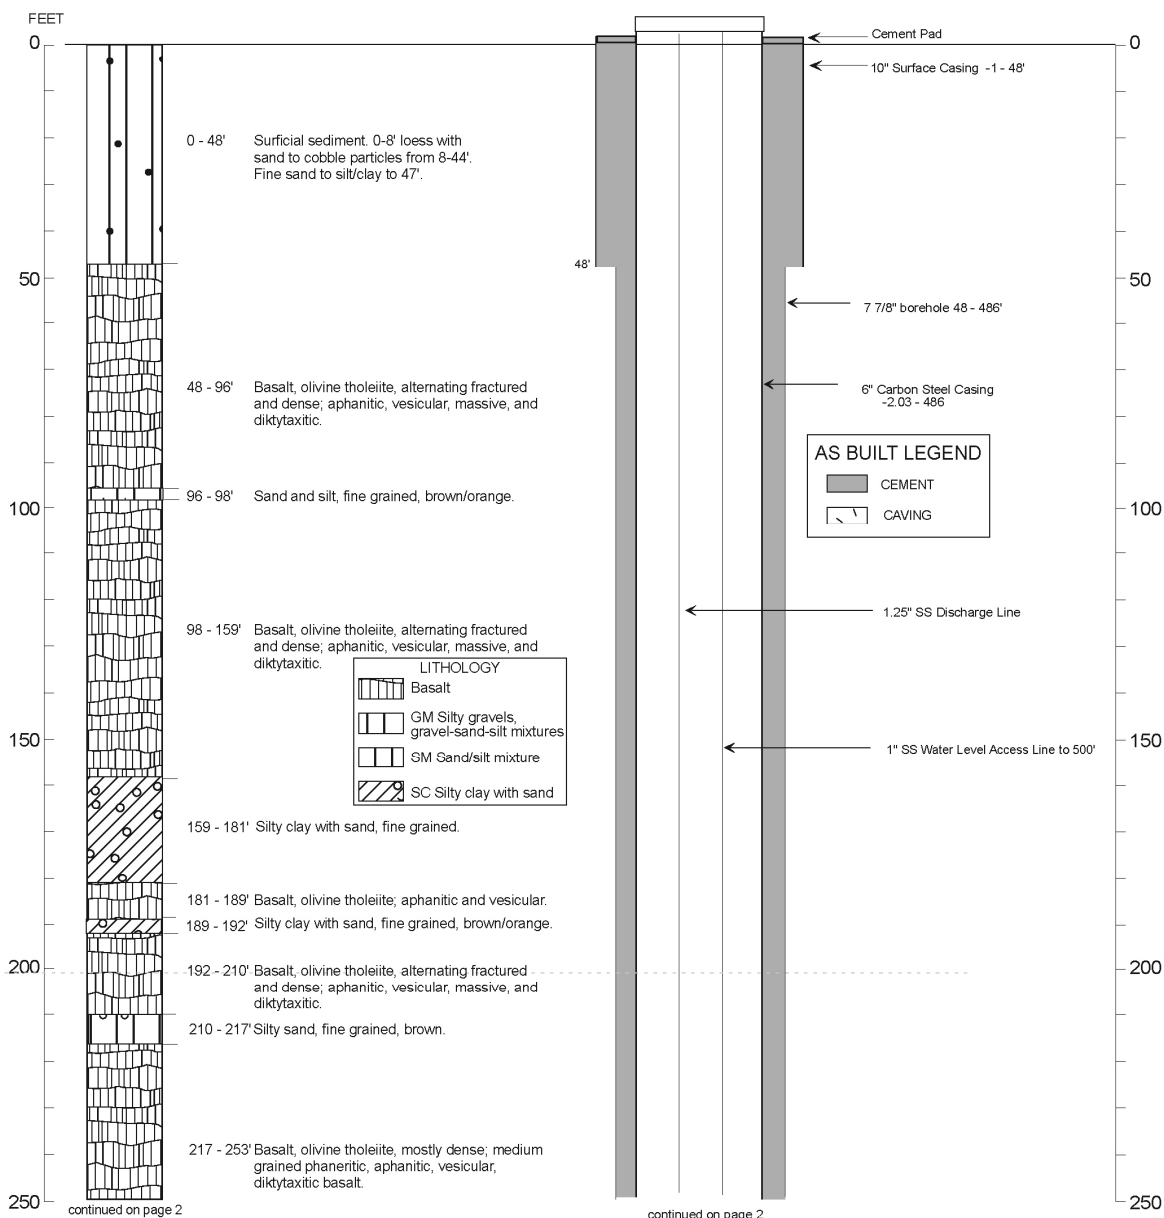 FEET
0
50
100
150
200
250
0 - 48' Surficial sediment. 0-8' loess with
sand to cobble particles from 8-44'.
Fine sand to silt/clay to 47'.
48 - 96' Basalt, olivine tholeiite, alternating fractured
and dense; aphanitic, vesicular, massive, and
diktytaxitic.
96 - 98' Sand and silt, fine grained, brown/orange.
98 - 159' Basalt, olivine tholeiite, alternating fractured
and dense; aphanitic, vesicular, massive, and
diktytaxitic.
LITHOLOGY
Basalt
GM Silty gravels,
gravel-sand-silt mixtures
SM Sand/silt mixture
SC Silty clay with sand
159 - 181' Silty clay with sand, fine grained.
181 - 189' Basalt, olivine tholeiite; aphanitic and vesicular.
189 - 192' Silty clay with sand, fine grained, brown/orange.
192 - 210' Basalt, olivine tholeiite, alternating fractured
and dense; aphanitic, vesicular, massive, and
diktytaxitic.
210 - 217' Silty sand, fine grained, brown.
217 - 253' Basalt, olivine tholeiite, mostly dense; medium
grained phaneritic, aphanitic, vesicular,
diktytaxitic basalt.
continued on page 2
Cement Pad
10" Surface Casing -1 - 48'
48'
7 7/8" borehole 48 - 486'
6" Carbon Steel Casing
-2.03 - 486
AS BUILT LEGEND
CEMENT
CAVING
1.25" SS Discharge Line
1" SS Water Level Access Line to 500'
continued on page 2
0
50
100
150
200
250